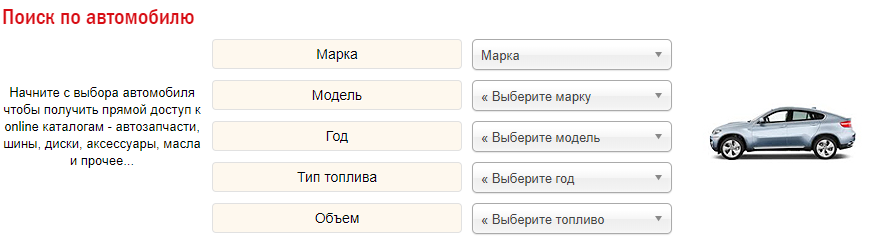 Поиск по автомобилю
Начните с выбора автомобиля
чтобы получить прямой доступ к
online каталогам - автозапчасти,
шины, диски, аксессуары, масла
и прочее...
Марка
Марка
Модель
« Выберите марку
Год
« Выберите модель
Тип топлива
« Выберите год
Объем
« Выберите топливо